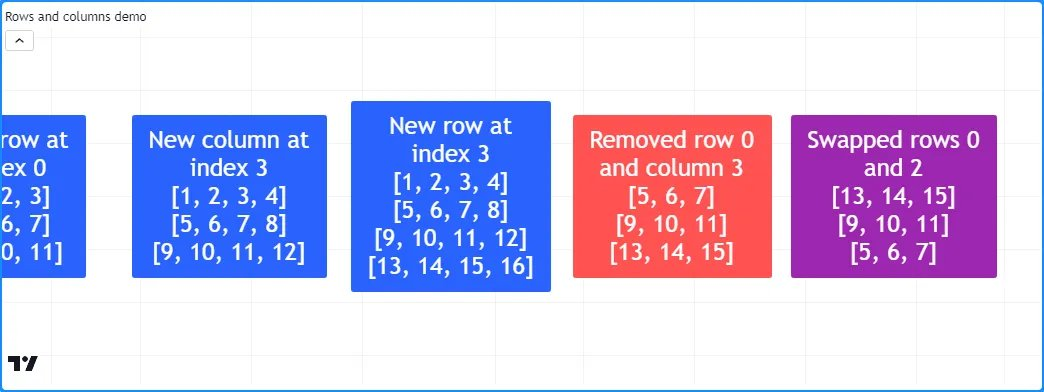 Rows and columns demo
row at
ex 0
2, 3]
6, 7]
0, 11]
New column at
index 3
[1, 2, 3, 4]
[5, 6, 7, 8]
[9, 10, 11, 12]
New row at
index 3
[1, 2, 3, 4]
[5, 6, 7, 8]
[9, 10, 11, 12]
[13, 14, 15, 16]
Removed row 0
and column 3
[5, 6, 7]
[9, 10, 11]
[13, 14, 15]
Swapped rows 0
and 2
[13, 14, 15]
[9, 10, 11]
[5, 6, 7]